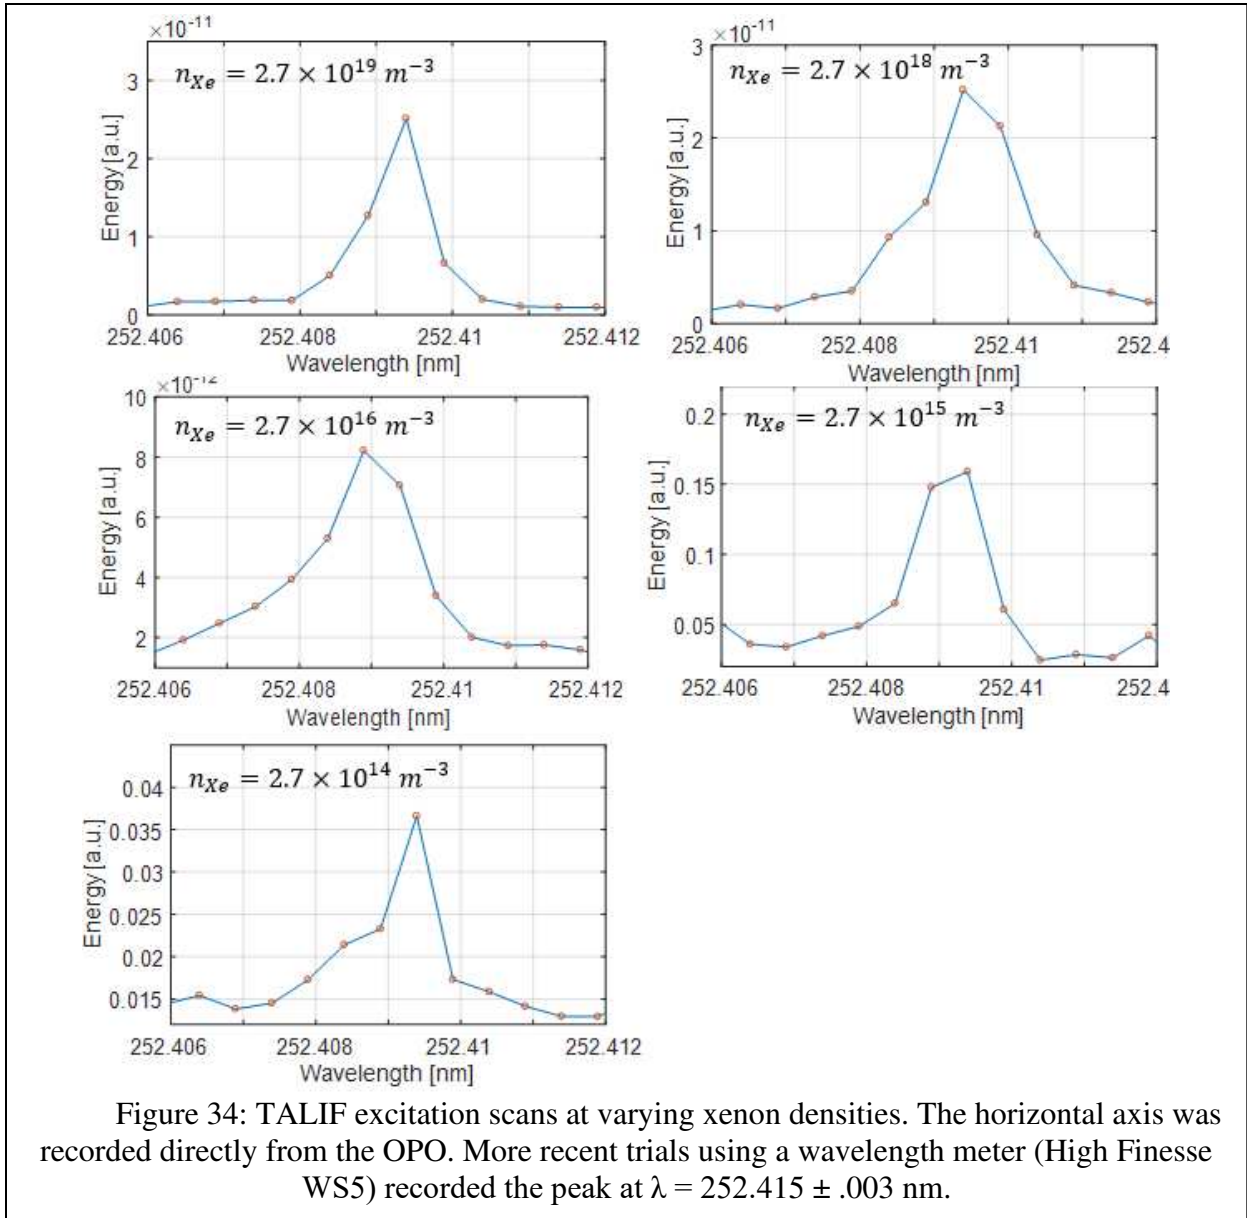 ×10⁻¹¹
n_Xe = 2.7 × 10¹⁹ m⁻³
3
2
1
0
Energy [a.u.]
252.406 252.408 252.41 252.412
Wavelength [nm]
×10⁻¹¹
n_Xe = 2.7 × 10¹⁸ m⁻³
3
2
1
0
Energy [a.u.]
252.406 252.408 252.41 252.4
Wavelength [nm]
10 ×10⁻¹²
n_Xe = 2.7 × 10¹⁶ m⁻³
8
6
4
2
Energy [a.u.]
252.406 252.408 252.41 252.412
Wavelength [nm]
n_Xe = 2.7 × 10¹⁵ m⁻³
0.2
0.15
0.1
0.05
Energy [a.u.]
252.406 252.408 252.41 252.4
Wavelength [nm]
n_Xe = 2.7 × 10¹⁴ m⁻³
0.04
0.035
0.03
0.025
0.02
0.015
Energy [a.u.]
252.406 252.408 252.41 252.412
Wavelength [nm]
Figure 34: TALIF excitation scans at varying xenon densities. The horizontal axis was
recorded directly from the OPO. More recent trials using a wavelength meter (High Finesse
WS5) recorded the peak at λ = 252.415 ± .003 nm.